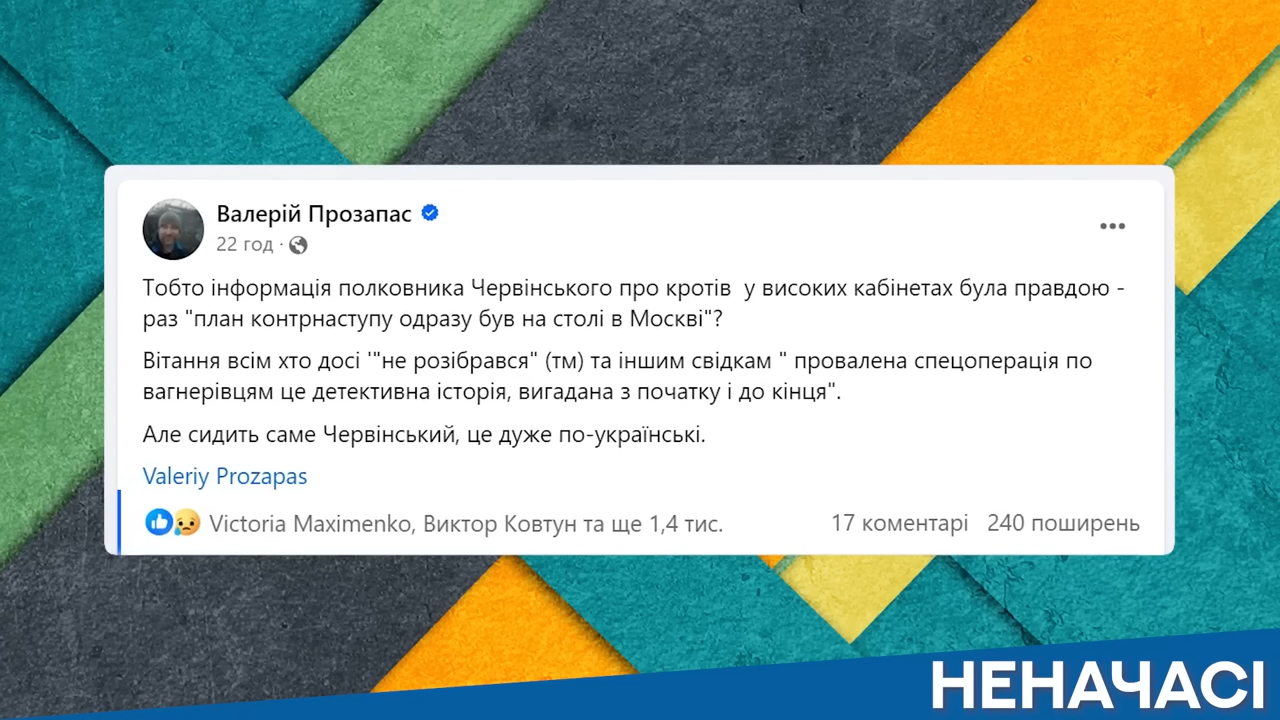 Валерій Прозапас
22 год ·
Тобто інформація полковника Червінського про кротів  у високих кабінетах була правдою -
раз "план контрнаступу одразу був на столі в Москві"?
Вітання всім хто досі '"не розібрався" (тм) та іншим свідкам " провалена спецоперація по
вагнерівцям це детективна історія, вигадана з початку і до кінця".
Але сидить саме Червінський, це дуже по-українські.
Valeriy Prozapas
Victoria Maximenko, Виктор Ковтун та ще 1,4 тис. 17 коментарі 240 поширень
НЕНАЧАСІ